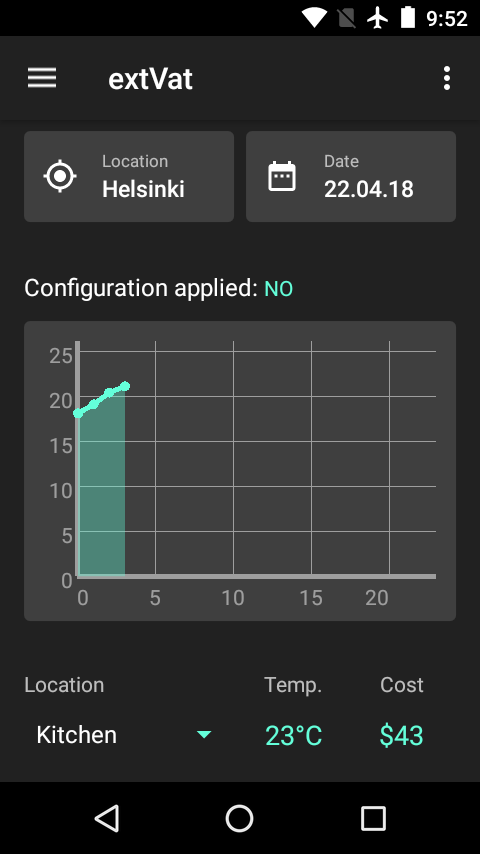 9:52
extVat
Location
Helsinki
Date
22.04.18
Configuration applied: NO
25
20
15
10
5
0
0 5 10 15 20
Location Temp. Cost
Kitchen 23°C $43